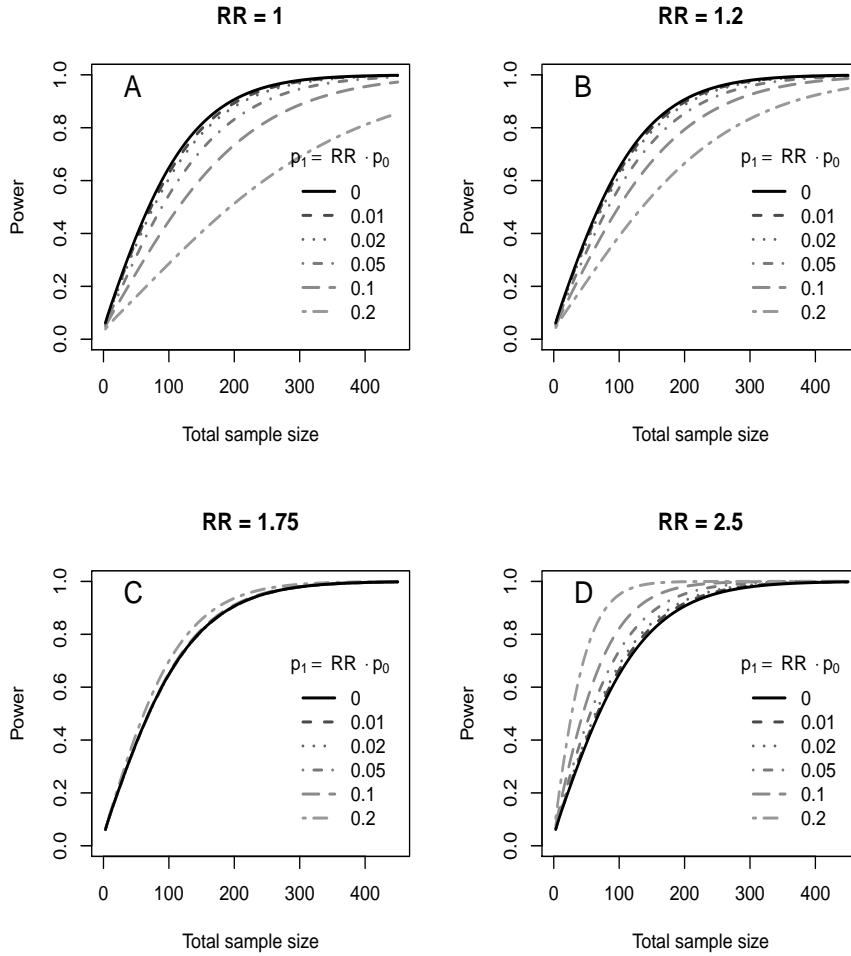 RR = 1
A
p1 = RR · p0
0
0.01
0.02
0.05
0.1
0.2
Power
0.0 0.2 0.4 0.6 0.8 1.0
0 100 200 300 400
Total sample size
RR = 1.2
B
p1 = RR · p0
0
0.01
0.02
0.05
0.1
0.2
Power
0.0 0.2 0.4 0.6 0.8 1.0
0 100 200 300 400
Total sample size
RR = 1.75
C
p1 = RR · p0
0
0.01
0.02
0.05
0.1
0.2
Power
0.0 0.2 0.4 0.6 0.8 1.0
0 100 200 300 400
Total sample size
RR = 2.5
D
p1 = RR · p0
0
0.01
0.02
0.05
0.1
0.2
Power
0.0 0.2 0.4 0.6 0.8 1.0
0 100 200 300 400
Total sample size